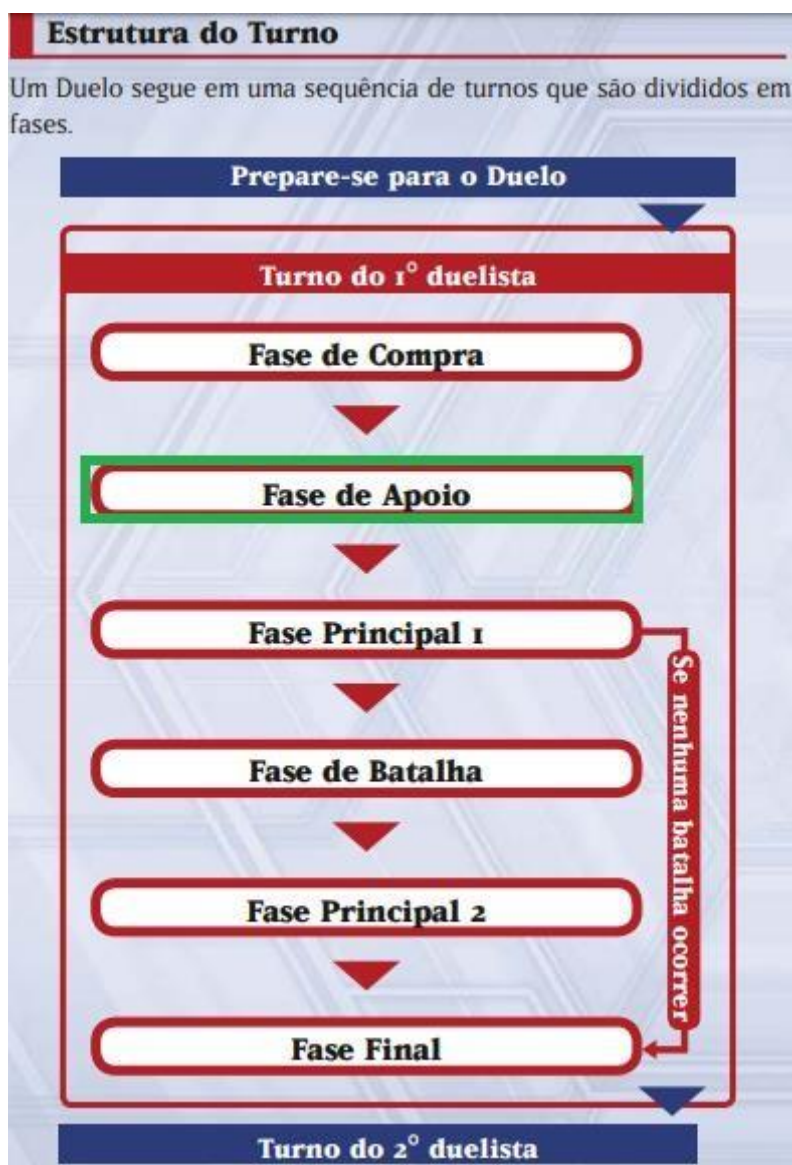 Estrutura do Turno
Um Duelo segue em uma sequência de turnos que são divididos em
fases.
Prepare-se para o Duelo
Turno do 1° duelista
Fase de Compra
Fase de Apoio
Fase Principal 1
Se nenhuma batalha ocorrer
Fase de Batalha
Fase Principal 2
Fase Final
Turno do 2° duelista